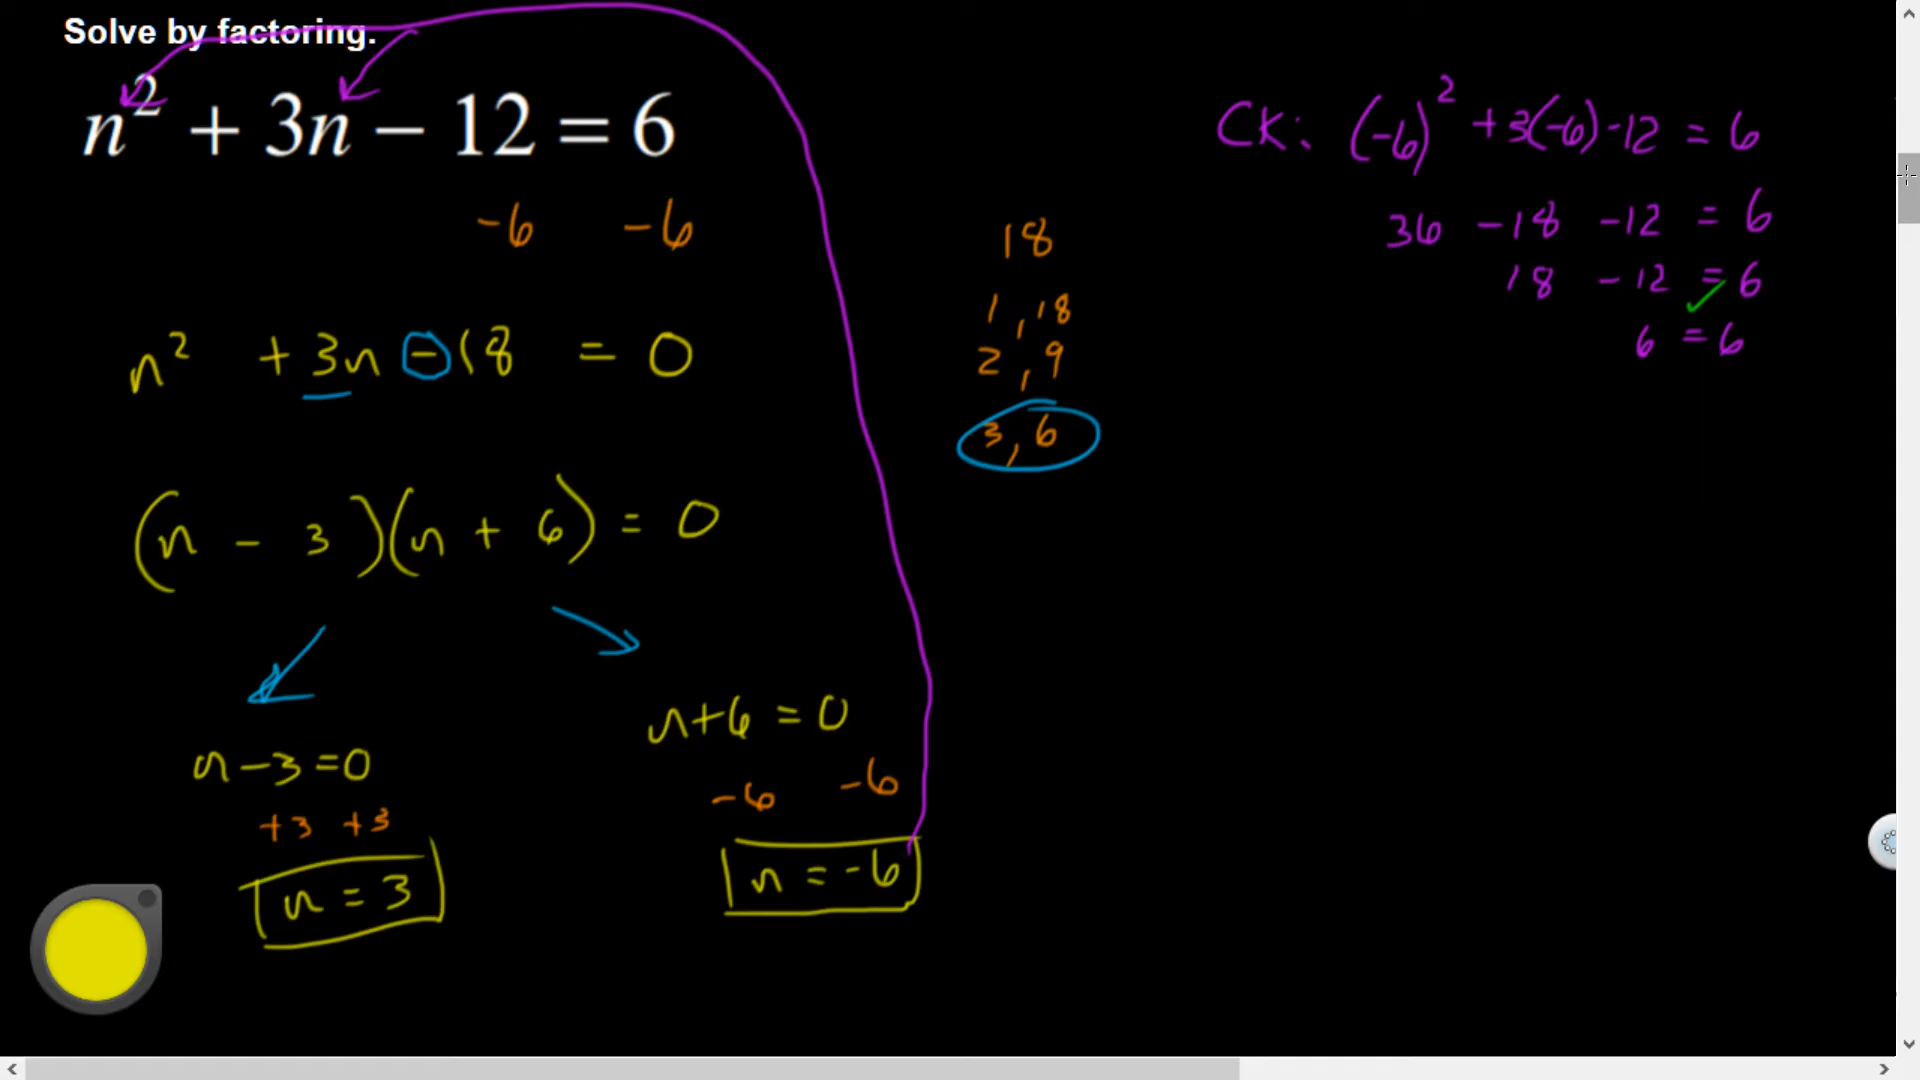 Solve by factoring.
n² + 3n − 12 = 6
-6 -6
n² + 3n - 18 = 0
(n - 3)(n + 6) = 0
n - 3 = 0
+3 +3
n = 3
n + 6 = 0
-6 -6
n = -6
18
1, 18
2, 9
3, 6
CK: (-6)² + 3(-6) - 12 = 6
36 - 18 - 12 = 6
18 - 12 = 6
6 = 6